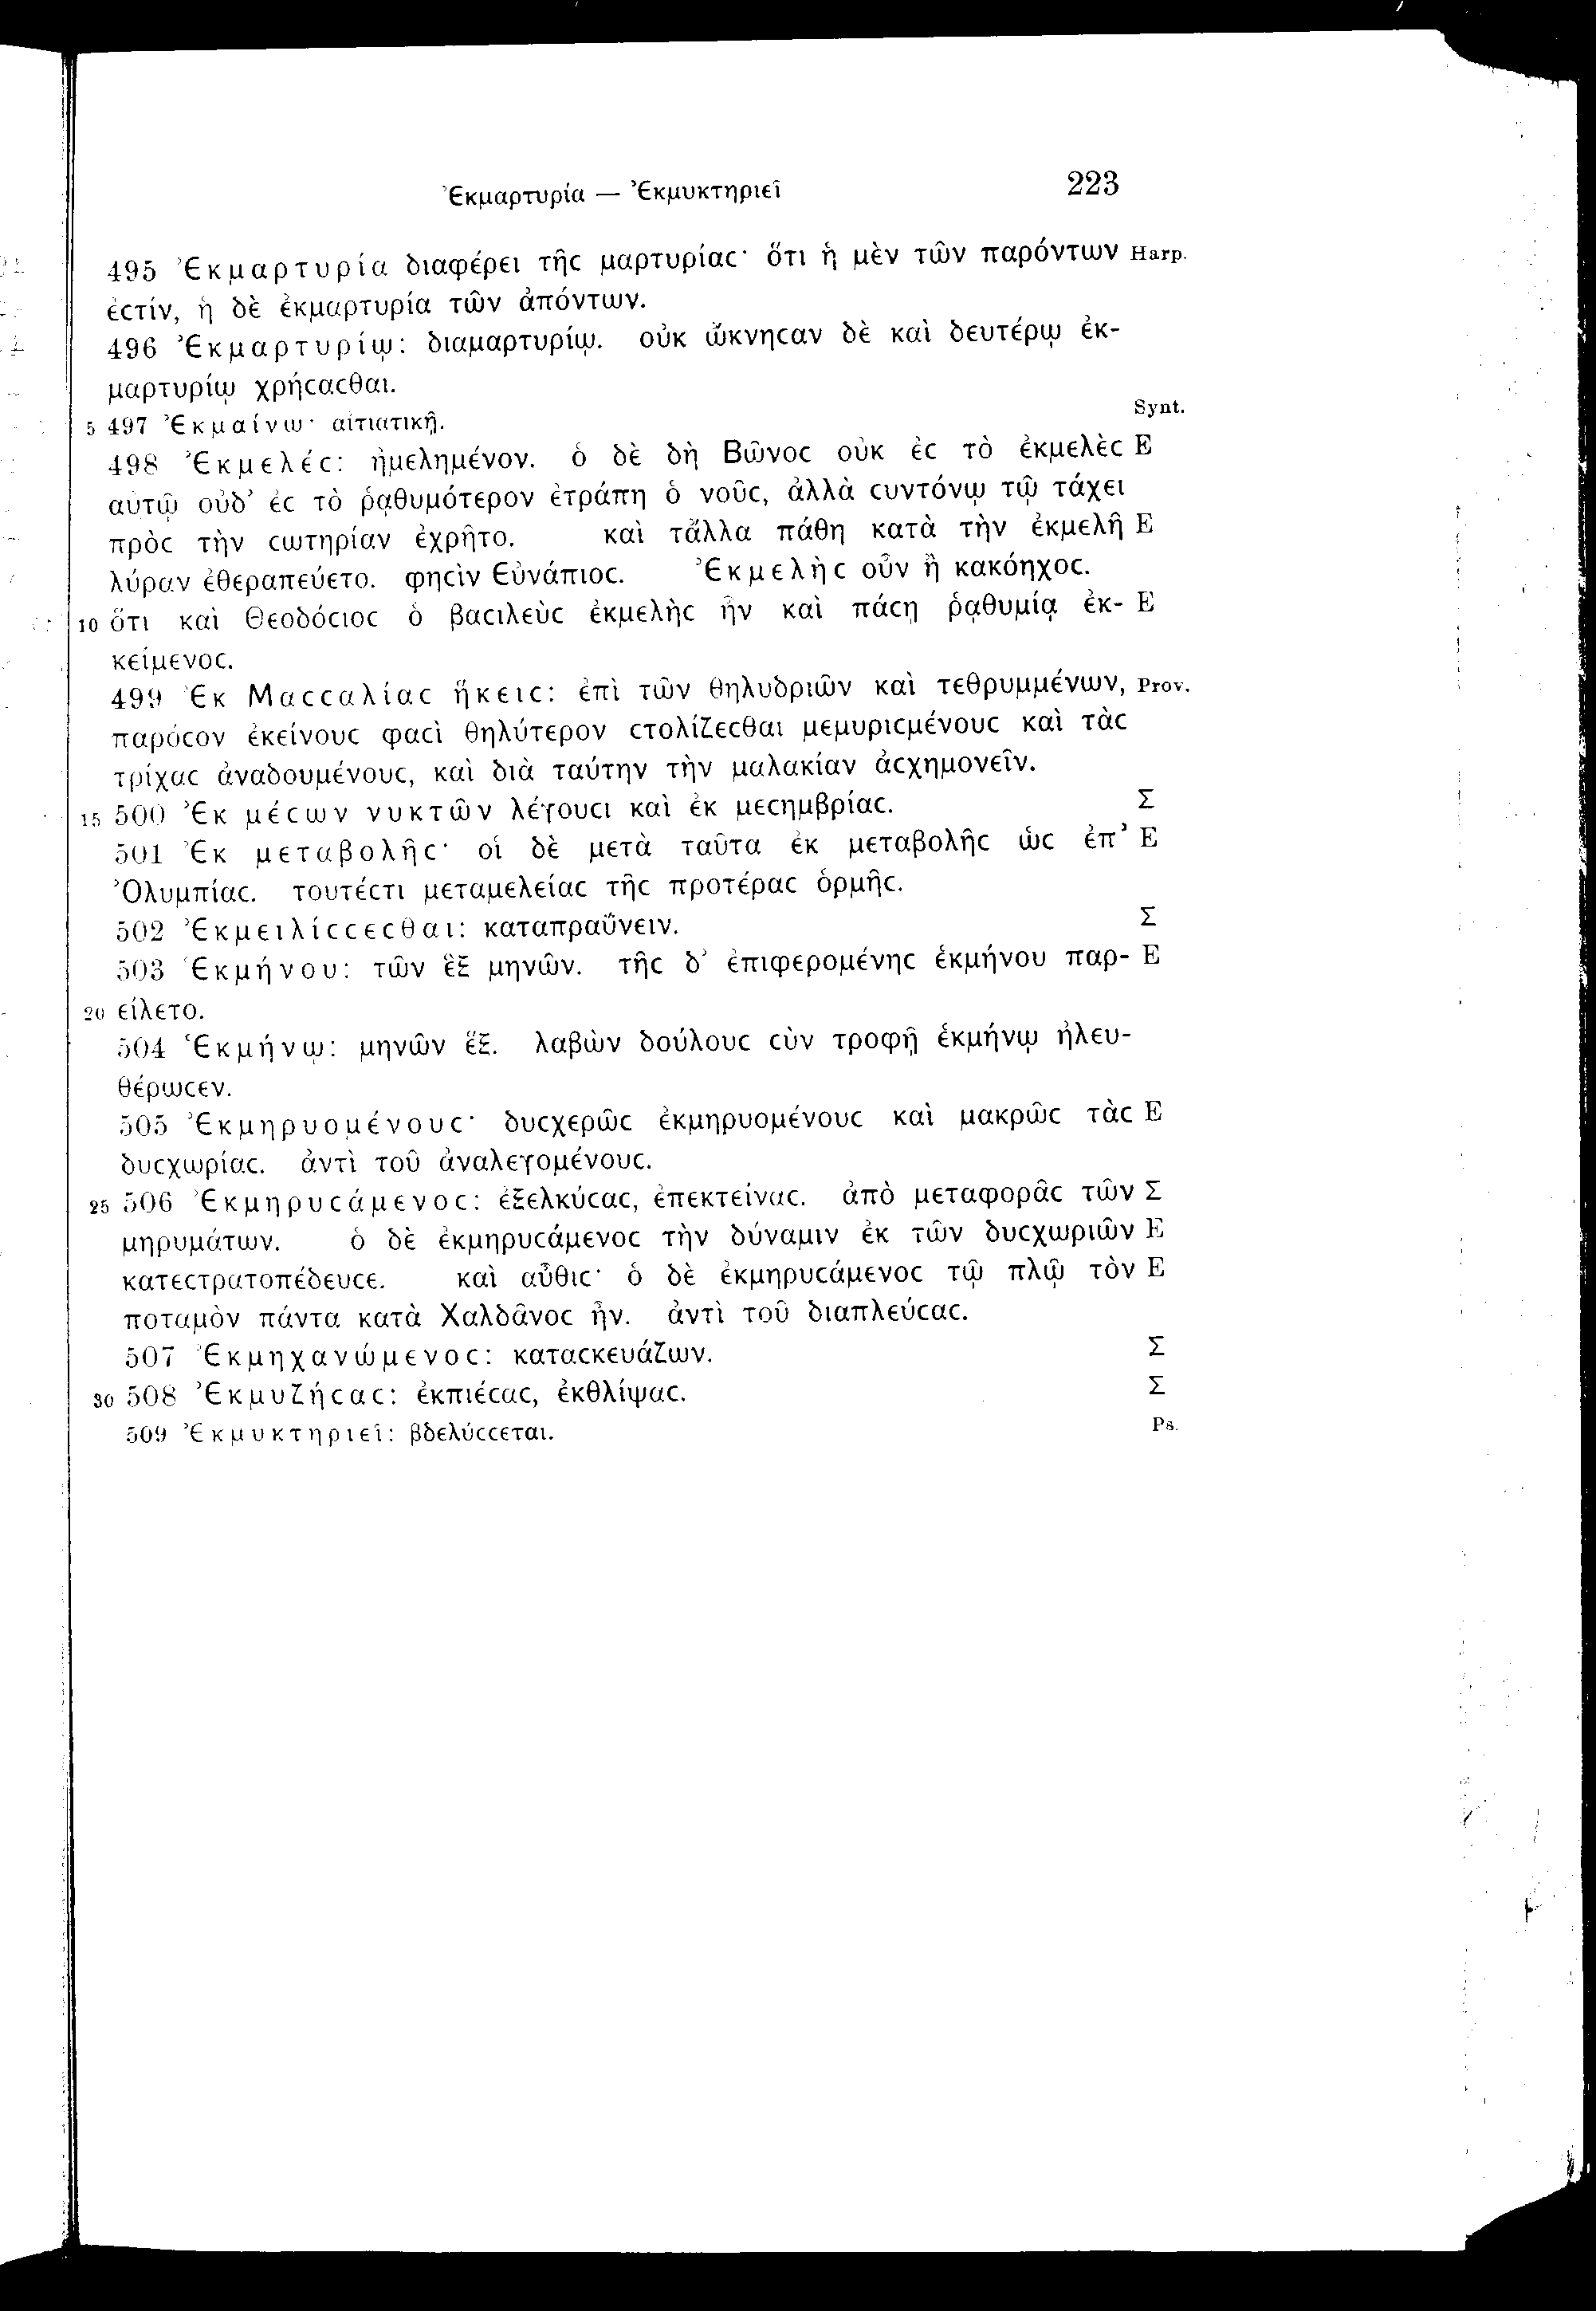 Ἐκμαρτυρία — Ἐκμυκτηριεῖ 223
495 Ἐκμαρτυρία διαφέρει τῆϲ μαρτυρίαϲ· ὅτι ἡ μὲν τῶν παρόντων Harp.
ἐϲτίν, ἡ δὲ ἐκμαρτυρία τῶν ἀπόντων.
496 Ἐκμαρτυρίῳ: διαμαρτυρίῳ. οὐκ ὤκνηϲαν δὲ καὶ δευτέρῳ ἐκ-
μαρτυρίῳ χρήϲαϲθαι.
5 497 Ἐκμαίνω· αἰτιατικῇ. Synt.
498 Ἐκμελέϲ: ἠμελημένον. ὁ δὲ δὴ Βῶνοϲ οὐκ ἐϲ τὸ ἐκμελὲϲ E
αὐτῷ οὐδ’ ἐϲ τὸ ῥᾳθυμότερον ἐτράπη ὁ νοῦϲ, ἀλλὰ ϲυντόνῳ τῷ τάχει
πρὸϲ τὴν ϲωτηρίαν ἐχρῆτο. καὶ τἄλλα πάθη κατὰ τὴν ἐκμελῆ E
λύραν ἐθεραπεύετο. φηϲὶν Εὐνάπιοϲ. Ἐκμελὴϲ οὖν ἢ κακόηχοϲ.
10 ὅτι καὶ Θεοδόϲιοϲ ὁ βαϲιλεὺϲ ἐκμελὴϲ ἦν καὶ πάϲῃ ῥᾳθυμίᾳ ἐκ- E
κείμενοϲ.
499 Ἐκ Μαϲϲαλίαϲ ἥκειϲ: ἐπὶ τῶν θηλυδριῶν καὶ τεθρυμμένων, Prov.
παρόϲον ἐκείνουϲ φαϲὶ θηλύτερον ϲτολίζεϲθαι μεμυριϲμένουϲ καὶ τὰϲ
τρίχαϲ ἀναδουμένουϲ, καὶ διὰ ταύτην τὴν μαλακίαν ἀϲχημονεῖν.
15 500 Ἐκ μέϲων νυκτῶν λέγουϲι καὶ ἐκ μεϲημβρίαϲ. Σ
501 Ἐκ μεταβολῆϲ· οἱ δὲ μετὰ ταῦτα ἐκ μεταβολῆϲ ὡϲ ἐπ’ E
Ὀλυμπίαϲ. τουτέϲτι μεταμελείαϲ τῆϲ προτέραϲ ὁρμῆϲ.
502 Ἐκμειλίϲϲεϲθαι: καταπραΰνειν. Σ
503 Ἑκμήνου: τῶν ἓξ μηνῶν. τῆϲ δ’ ἐπιφερομένηϲ ἑκμήνου παρ- E
20 είλετο.
504 Ἑκμήνῳ: μηνῶν ἕξ. λαβὼν δούλουϲ ϲὺν τροφῇ ἑκμήνῳ ἠλευ-
θέρωϲεν.
505 Ἐκμηρυομένουϲ· δυϲχερῶϲ ἐκμηρυομένουϲ καὶ μακρῶϲ τὰϲ E
δυϲχωρίαϲ. ἀντὶ τοῦ ἀναλεγομένουϲ.
25 506 Ἐκμηρυϲάμενοϲ: ἐξελκύϲαϲ, ἐπεκτείναϲ. ἀπὸ μεταφορᾶϲ τῶν Σ
μηρυμάτων. ὁ δὲ ἐκμηρυϲάμενοϲ τὴν δύναμιν ἐκ τῶν δυϲχωριῶν E
κατεϲτρατοπέδευϲε. καὶ αὖθιϲ· ὁ δὲ ἐκμηρυϲάμενοϲ τῷ πλῷ τὸν E
ποταμὸν πάντα κατὰ Χαλδᾶνοϲ ἦν. ἀντὶ τοῦ διαπλεύϲαϲ.
507 Ἐκμηχανώμενοϲ: καταϲκευάζων. Σ
30 508 Ἐκμυζήϲαϲ: ἐκπιέϲαϲ, ἐκθλίψαϲ. Σ
509 Ἐκμυκτηριεῖ: βδελύϲϲεται. Ps.